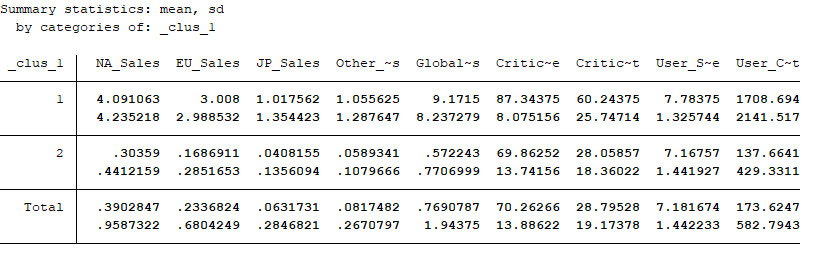 Summary statistics: mean, sd
by categories of: _clus_1
_clus_1 NA_Sales EU_Sales JP_Sales Other_~s Global~s Critic~e Critic~t User_S~e User_C~t
1 4.091063 3.008 1.017562 1.055625 9.1715 87.34375 60.24375 7.78375 1708.694
4.235218 2.988532 1.354423 1.287647 8.237279 8.075156 25.74714 1.325744 2141.517
2 .30359 .1686911 .0408155 .0589341 .572243 69.86252 28.05857 7.16757 137.6641
.4412159 .2851653 .1356094 .1079666 .7706999 13.74156 18.36022 1.441927 429.3311
Total .3902847 .2336824 .0631731 .0817482 .7690787 70.26266 28.79528 7.181674 173.6247
.9587322 .6804249 .2846821 .2670797 1.94375 13.88622 19.17378 1.442233 582.7943